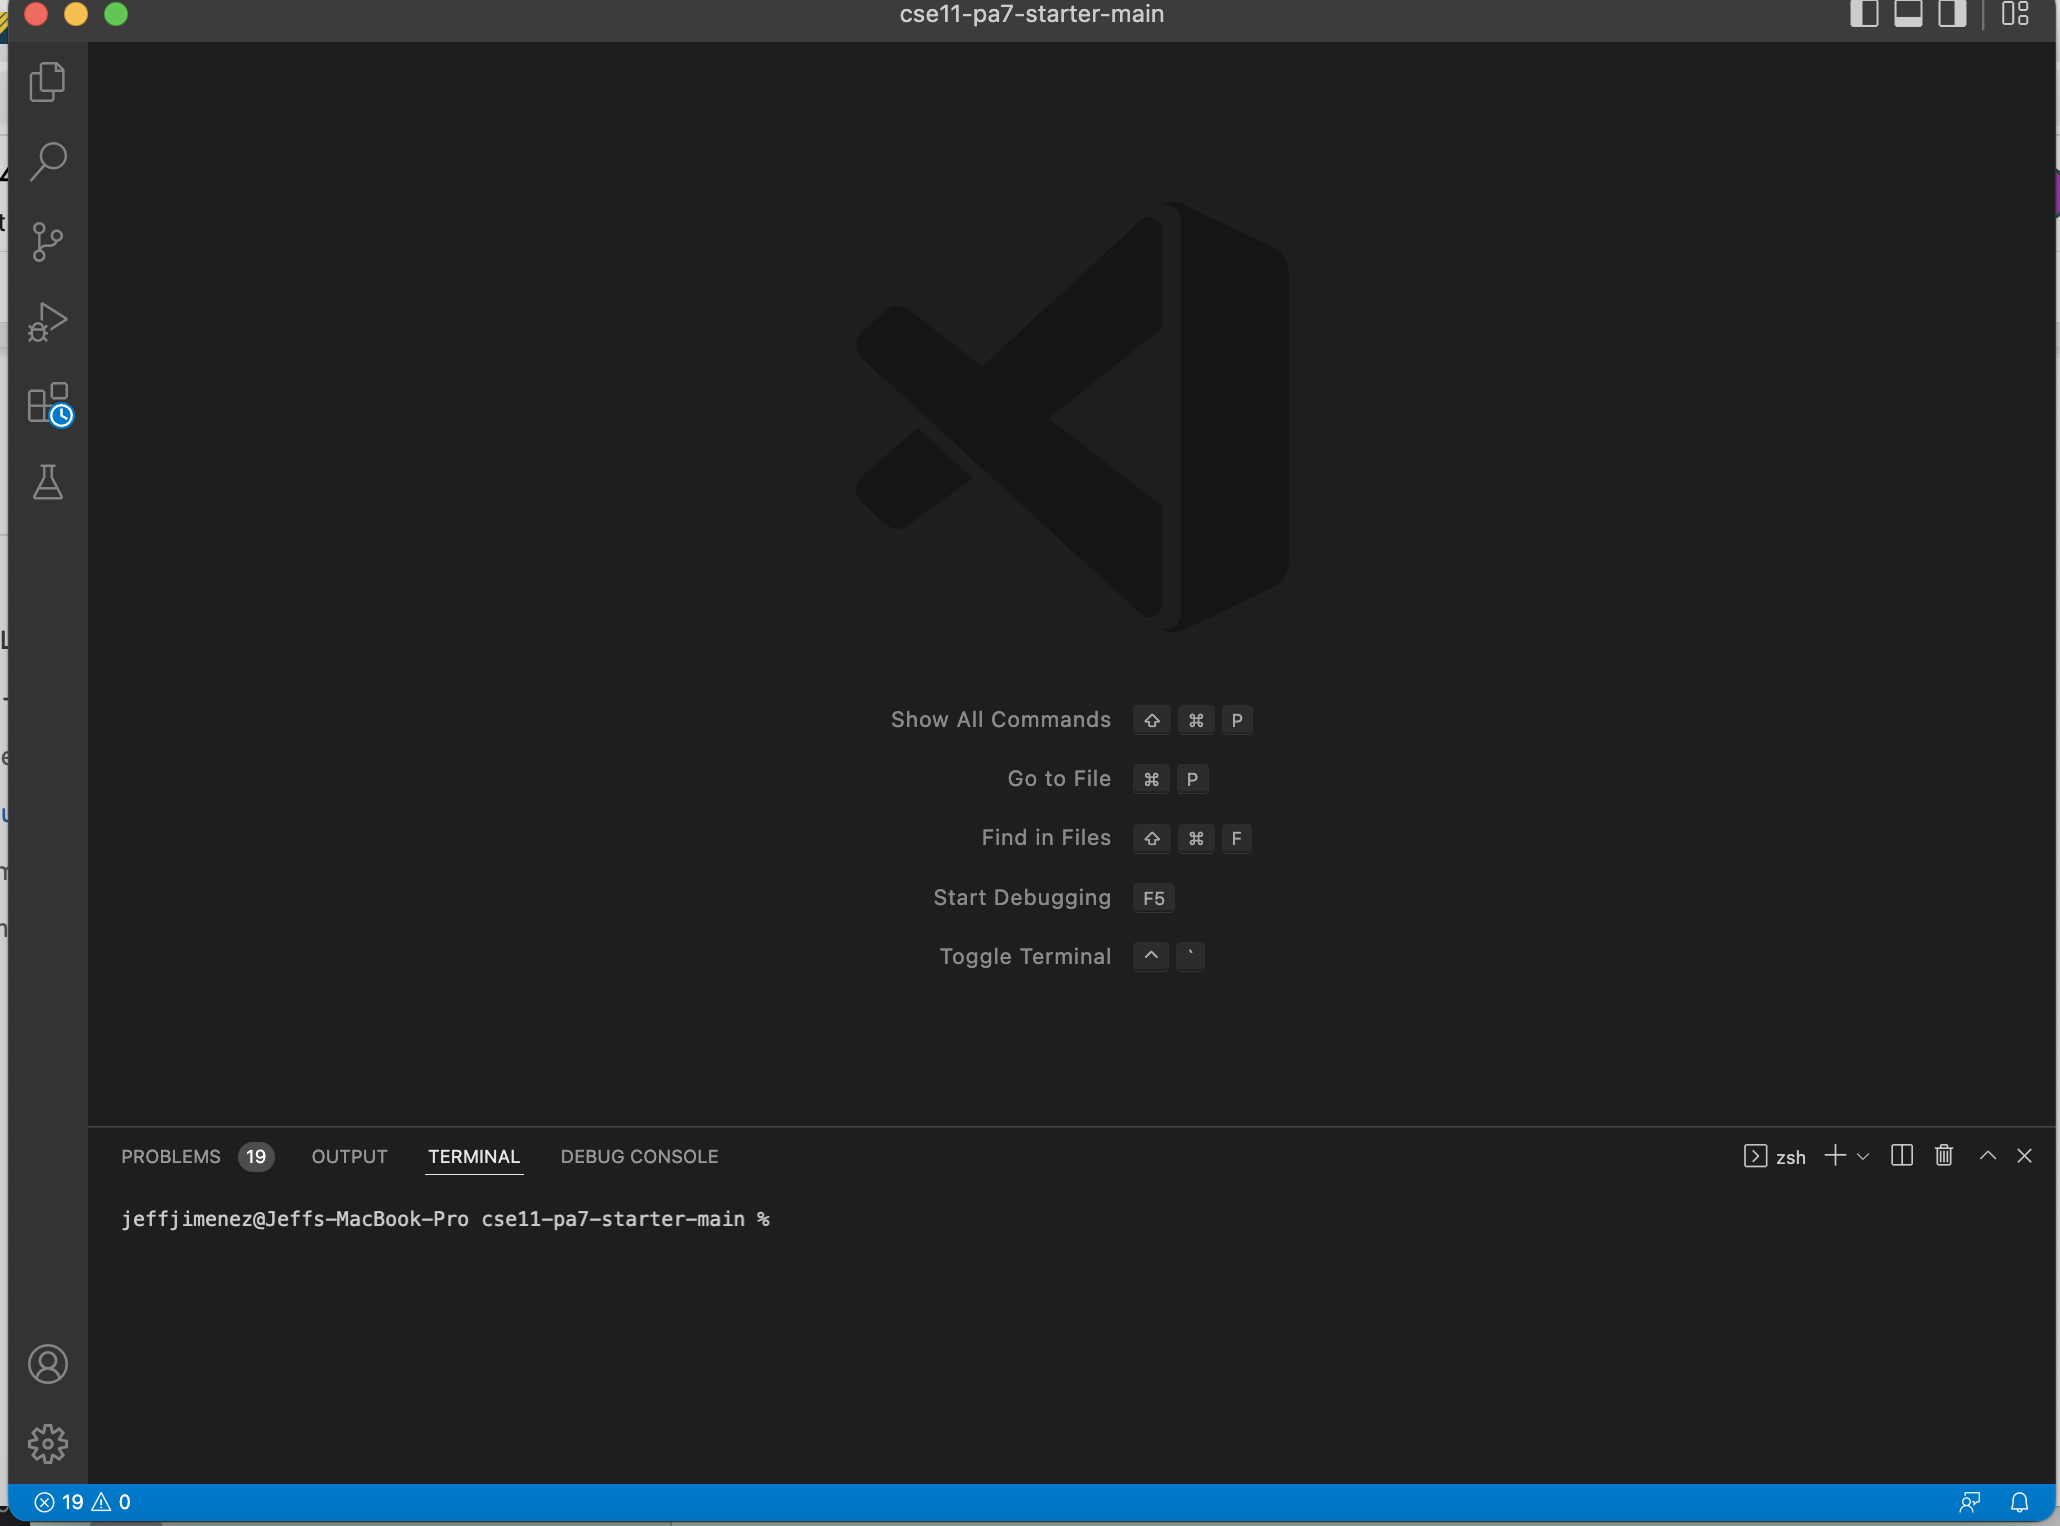 cse11-pa7-starter-main
Show All Commands ⇧ ⌘ P
Go to File ⌘ P
Find in Files ⇧ ⌘ F
Start Debugging F5
Toggle Terminal ^ `
PROBLEMS 19 OUTPUT TERMINAL DEBUG CONSOLE zsh
jeffjimenez@Jeffs-MacBook-Pro cse11-pa7-starter-main %
19 0